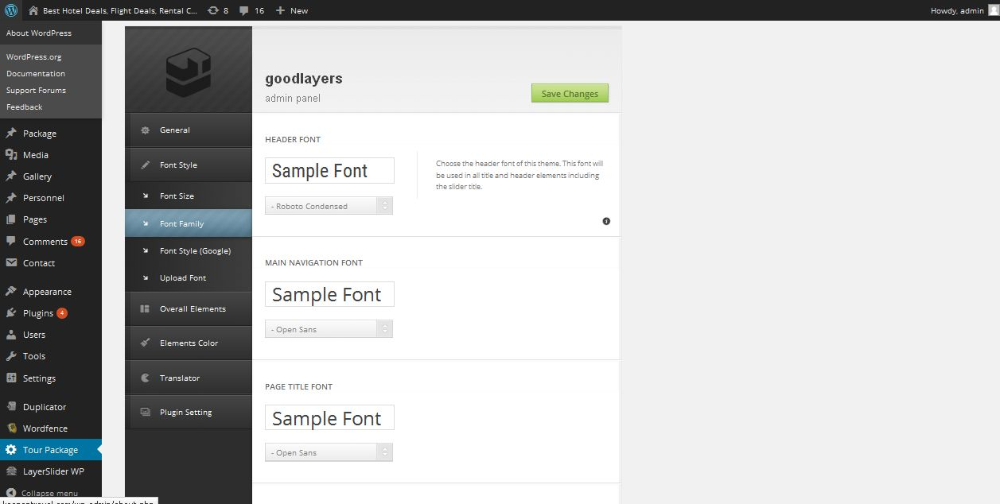 Best Hotel Deals, Flight Deals, Rental C... 8 16 New Howdy, admin
About WordPress
WordPress.org
Documentation
Support Forums
Feedback
Package
Media
Gallery
Personnel
Pages
Comments 16
Contact
Appearance
Plugins 4
Users
Tools
Settings
Duplicator
Wordfence
Tour Package
LayerSlider WP
Collapse menu
General
Font Style
Font Size
Font Family
Font Style (Google)
Upload Font
Overall Elements
Elements Color
Translator
Plugin Setting
goodlayers
admin panel
Save Changes
HEADER FONT
Sample Font
- Roboto Condensed
Choose the header font of this theme. This font will
be used in all title and header elements including
the slider title.
MAIN NAVIGATION FONT
Sample Font
- Open Sans
PAGE TITLE FONT
Sample Font
- Open Sans